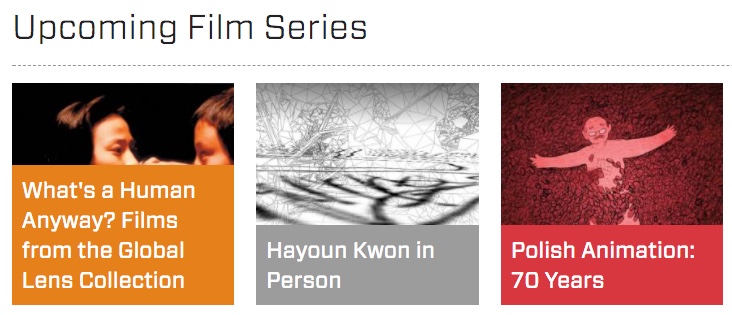 Upcoming Film Series
What's a Human
Anyway? Films
from the Global
Lens Collection
Hayoun Kwon in
Person
Polish Animation:
70 Years